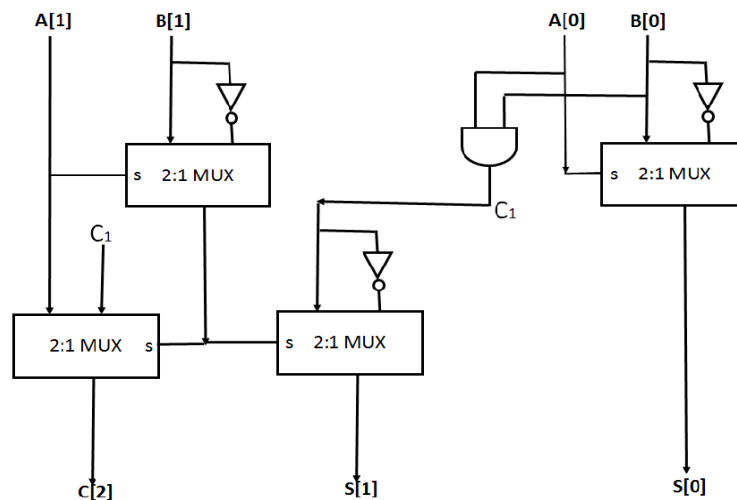 A[1] B[1] A[0] B[0]
s 2:1 MUX
s 2:1 MUX
C₁
C₁
2:1 MUX s
s 2:1 MUX
C[2] S[1] S[0]